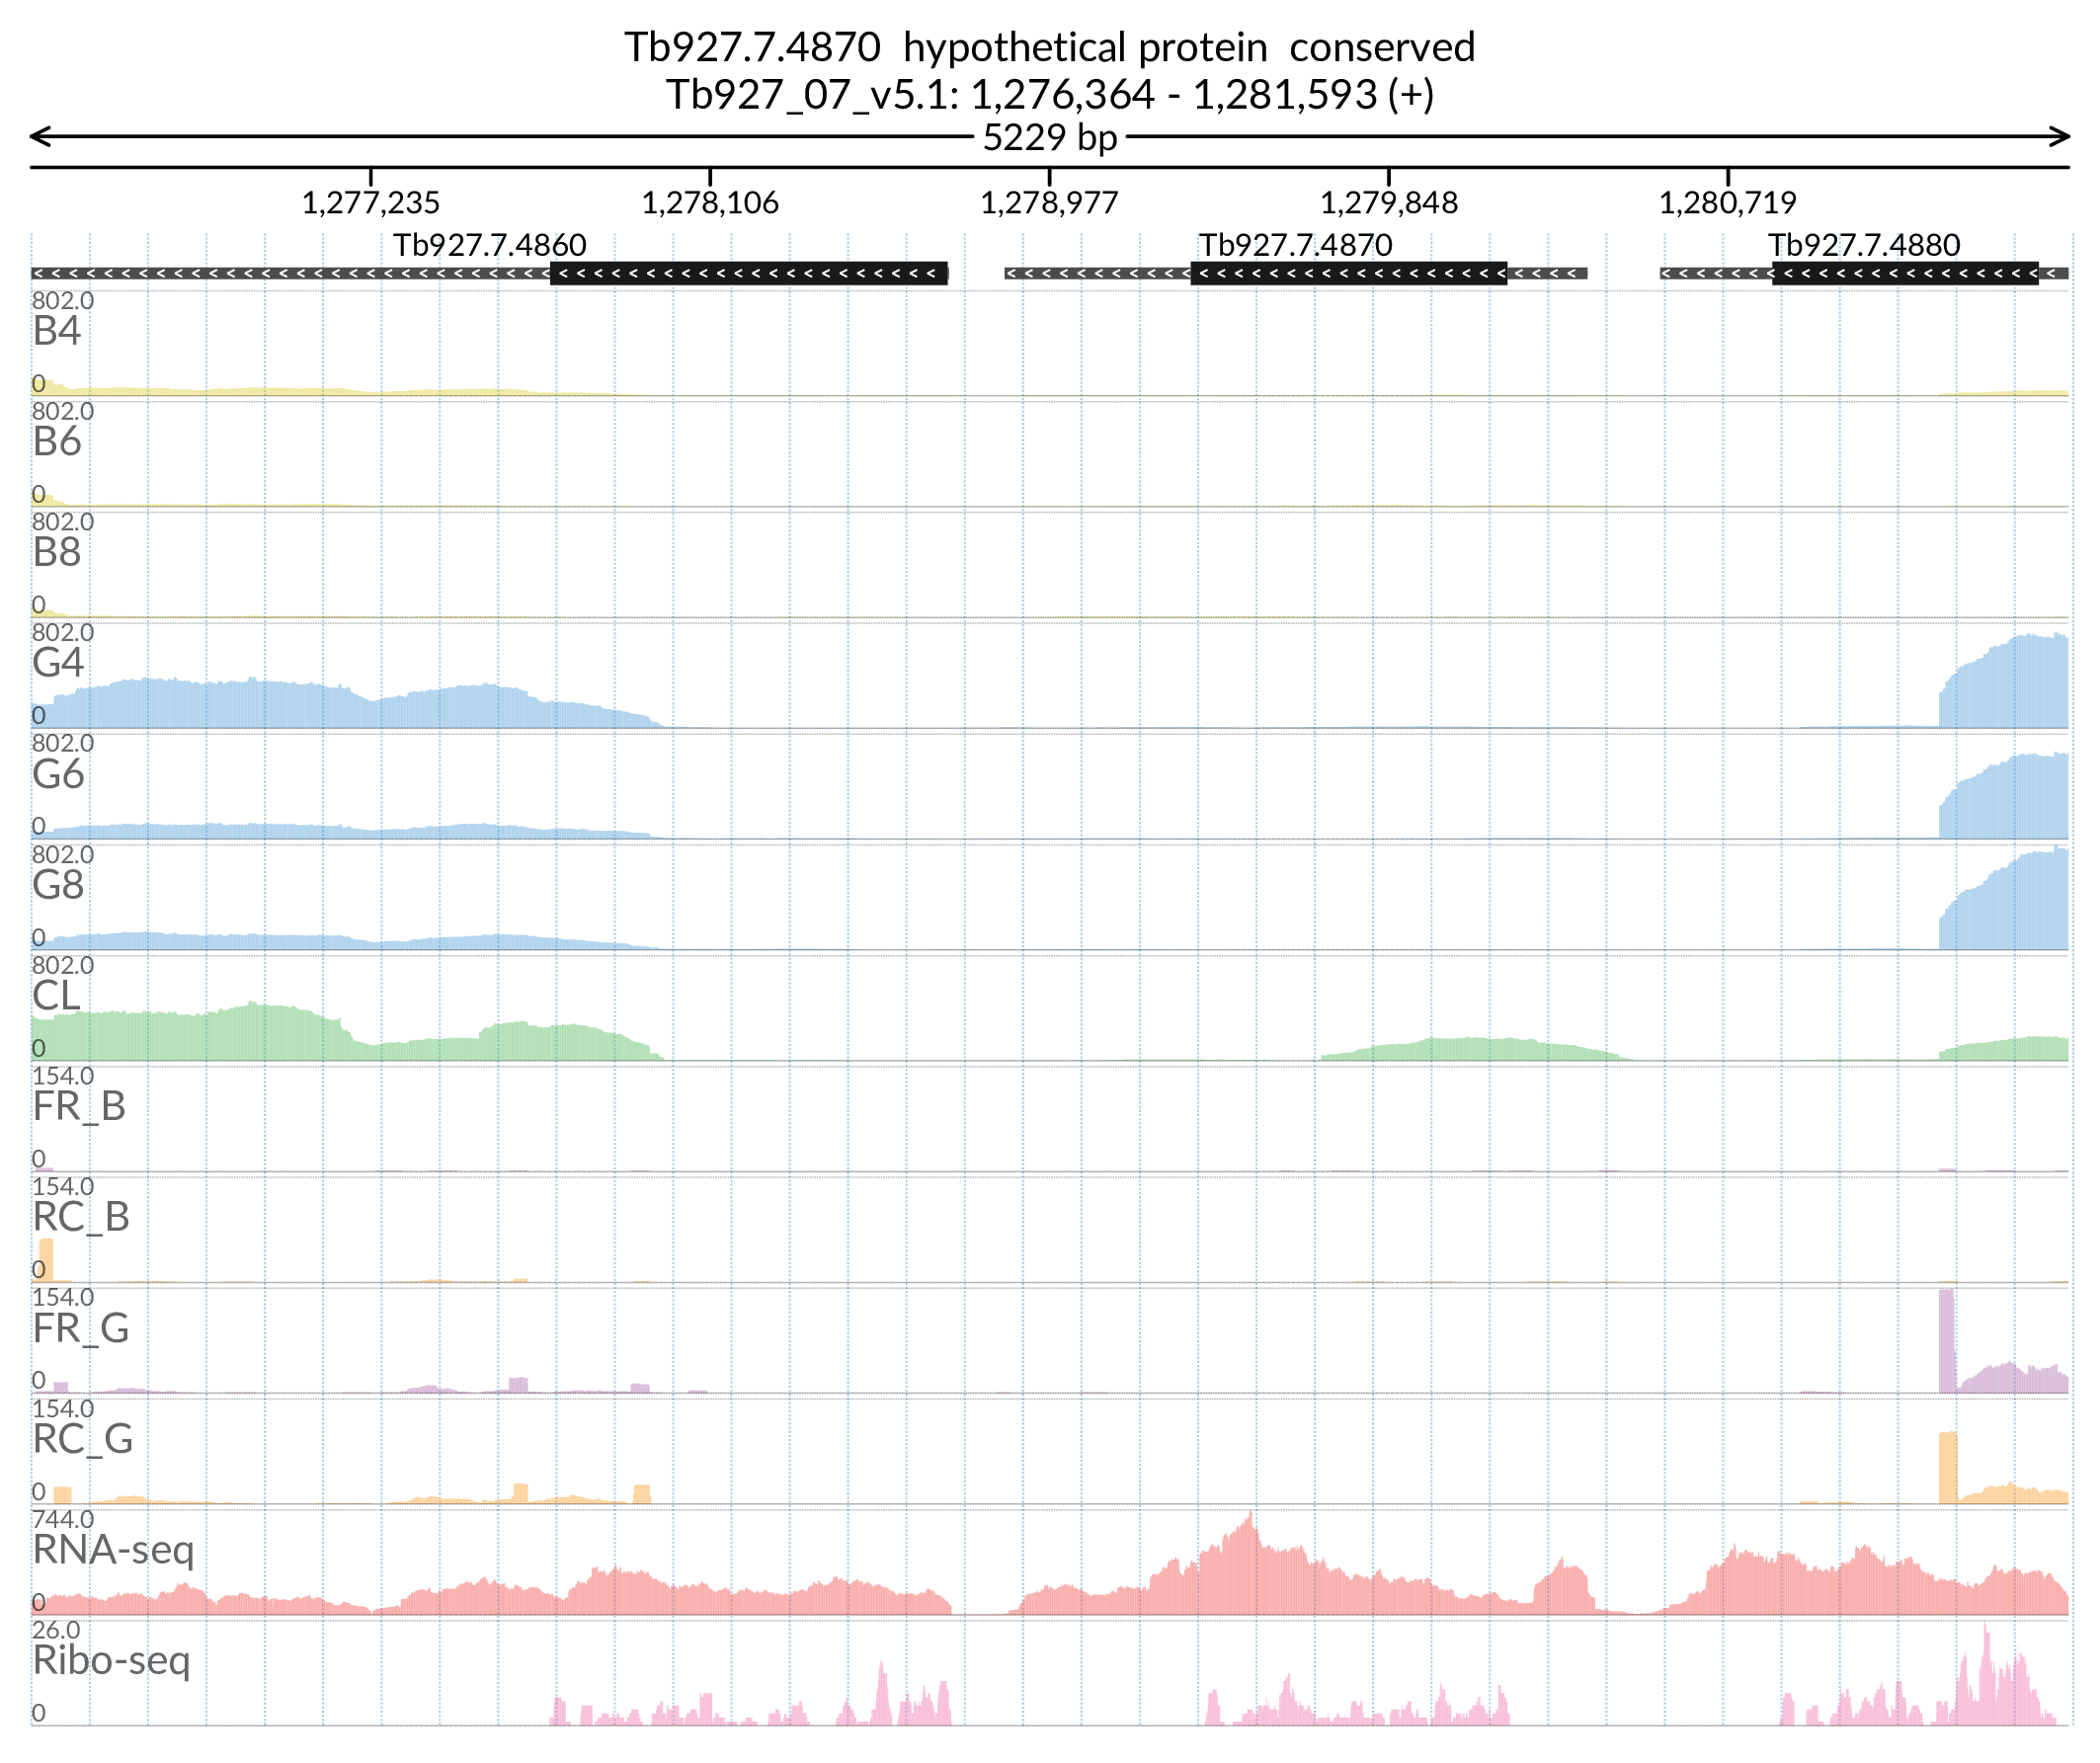 Tb927.7.4870  hypothetical protein  conserved
Tb927_07_v5.1: 1,276,364 - 1,281,593 (+)
5229 bp
1,277,235 1,278,106 1,278,977 1,279,848 1,280,719
Tb927.7.4860 Tb927.7.4870 Tb927.7.4880
802.0
B4
0
802.0
B6
0
802.0
B8
0
802.0
G4
0
802.0
G6
0
802.0
G8
0
802.0
CL
0
154.0
FR_B
0
154.0
RC_B
0
154.0
FR_G
0
154.0
RC_G
0
744.0
RNA-seq
0
26.0
Ribo-seq
0